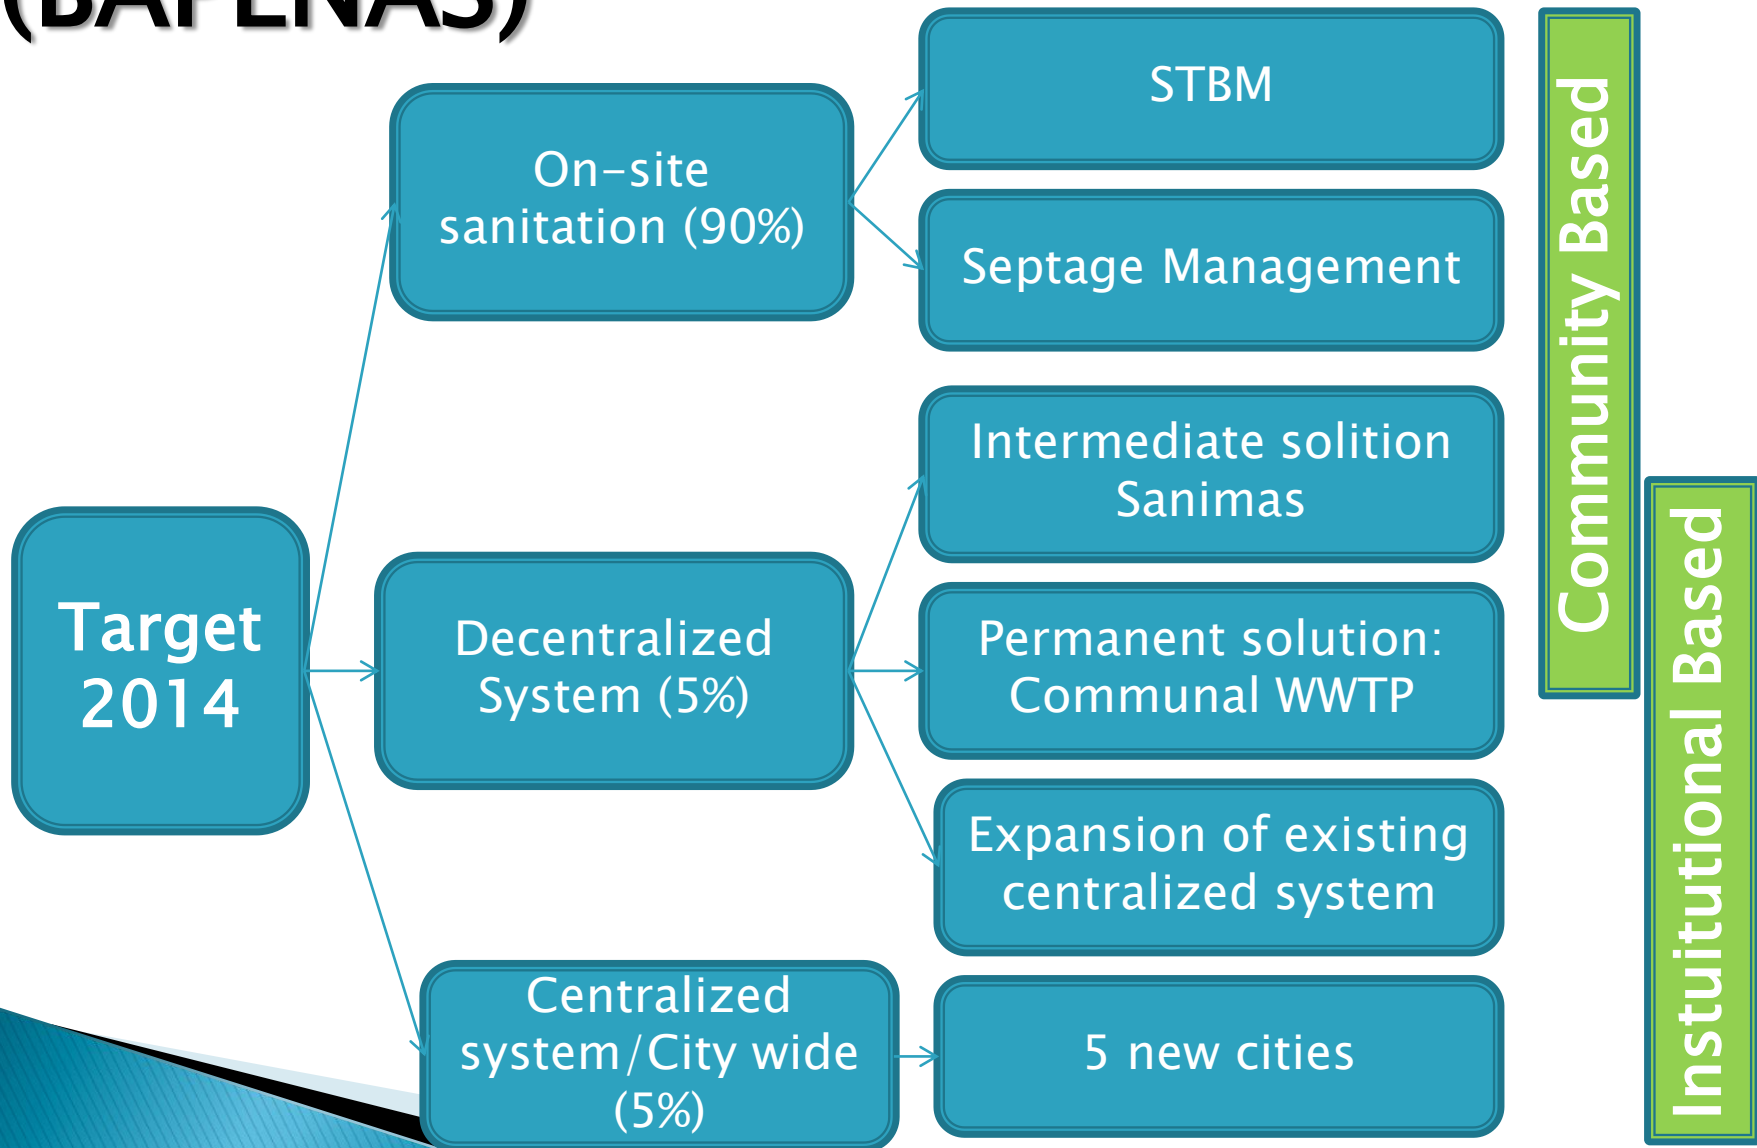 (BAPENAS)
Target
2014
On-site
sanitation (90%)
STBM
Septage Management
Decentralized
System (5%)
Intermediate solition
Sanimas
Permanent solution:
Communal WWTP
Expansion of existing
centralized system
Centralized
system/City wide
(5%)
5 new cities
Community Based
Instuitutional Based